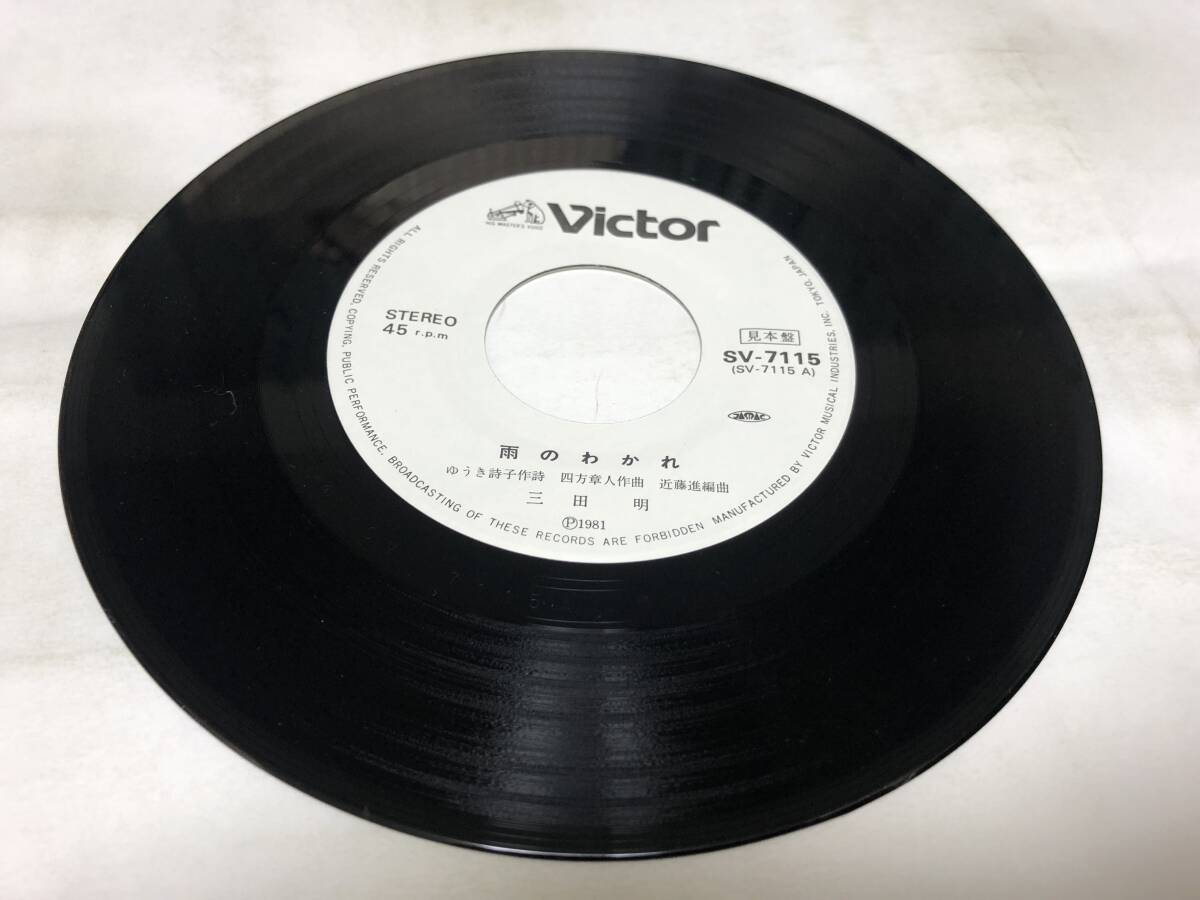 HIS MASTER'S VOICE
Victor
STEREO
45 r.p.m
見本盤
SV-7115
(SV-7115 A)
JASRAC
雨のわかれ
ゆうき詩子作詩 四方章人作曲 近藤進編曲
三田 明
Ⓟ1981
ALL RIGHTS RESERVED. COPYING, PUBLIC PERFORMANCE, BROADCASTING OF THESE RECORDS ARE FORBIDDEN MANUFACTURED BY VICTOR MUSICAL INDUSTRIES, INC. TOKYO, JAPAN